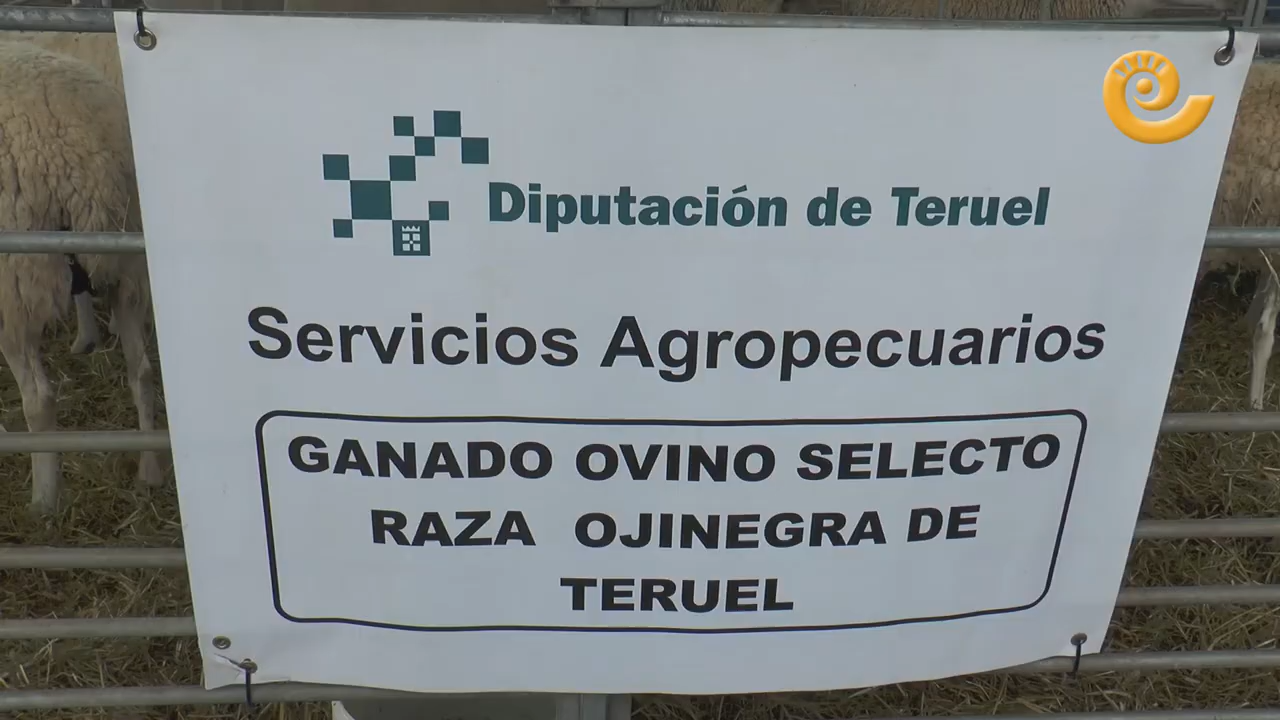 Diputación de Teruel
Servicios Agropecuarios
GANADO OVINO SELECTO
RAZA OJINEGRA DE
TERUEL